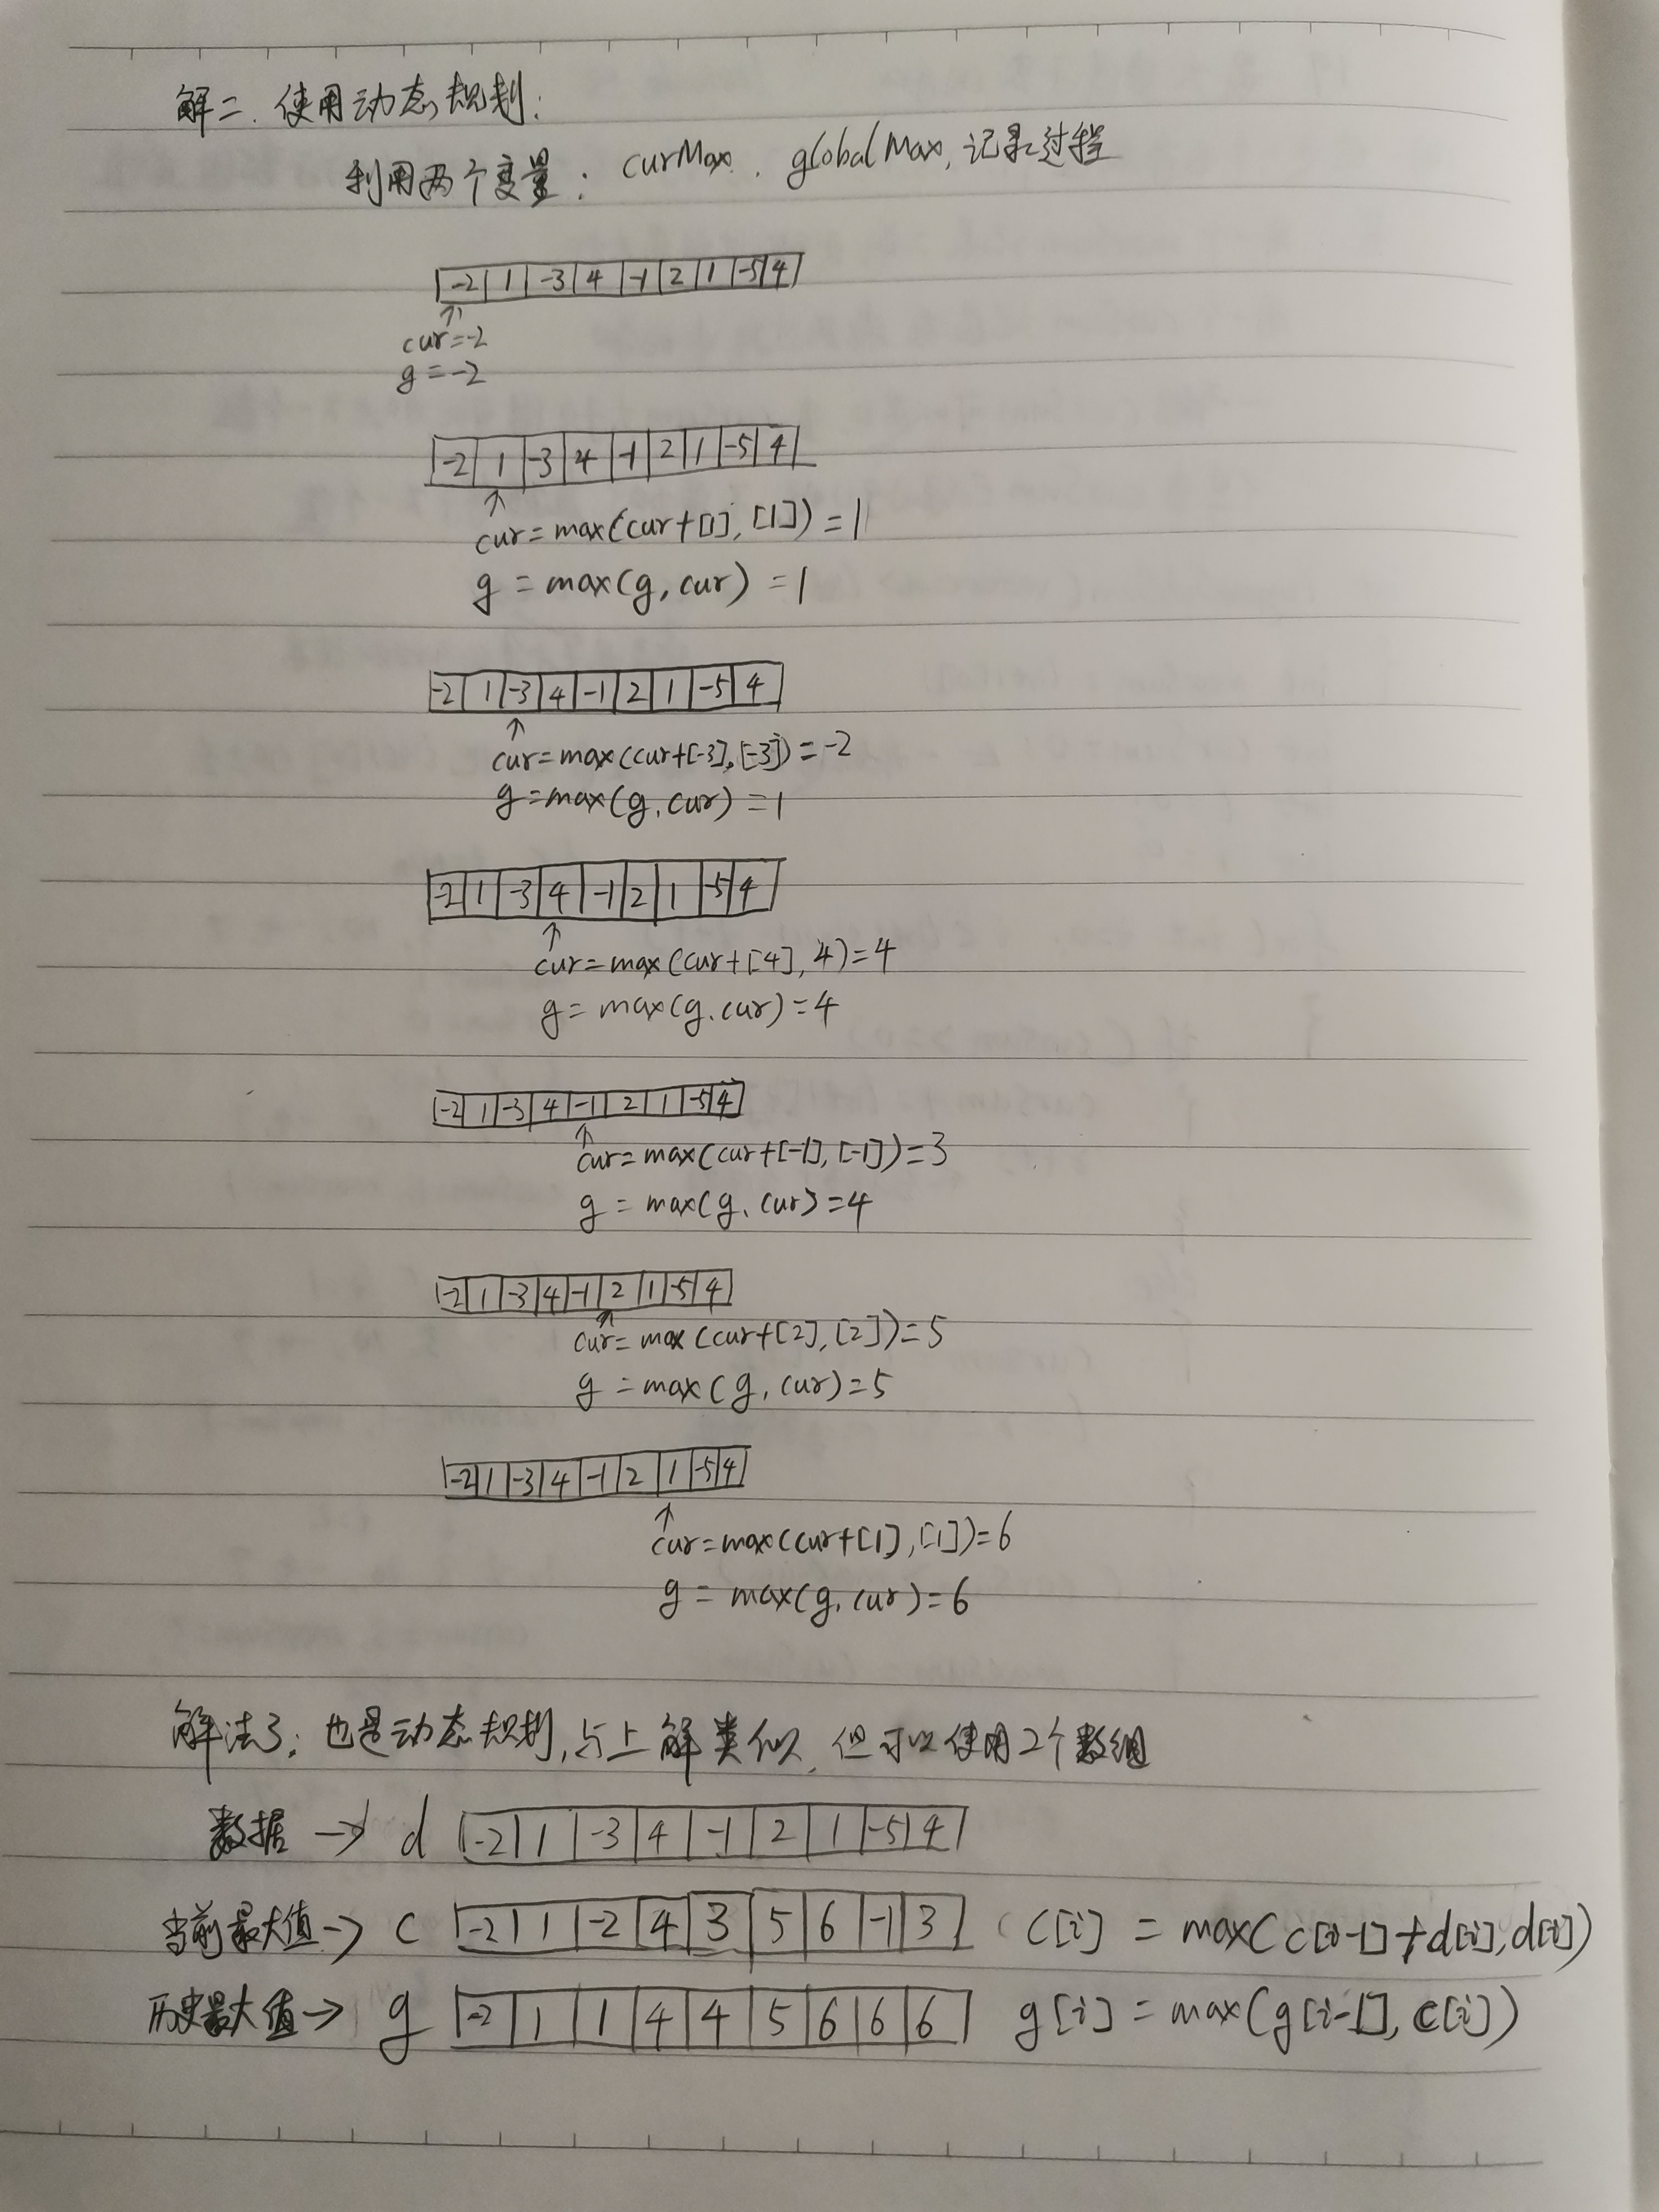 解二. 使用动态规划:
利用两个变量: curMax. globalMax, 记录过程
-2 1 -3 4 -1 2 1 -5 4
↑
cur=-2
g=-2
-2 1 -3 4 -1 2 1 -5 4
↑
cur=max(cur+[1], [1])=1
g=max(g, cur)=1
-2 1 -3 4 -1 2 1 -5 4
↑
cur=max(cur+[-3], [-3])=-2
g=max(g, cur)=1
-2 1 -3 4 -1 2 1 -5 4
↑
cur=max(cur+[4], 4)=4
g=max(g, cur)=4
-2 1 -3 4 -1 2 1 -5 4
↑
cur=max(cur+[-1], [-1])=3
g=max(g, cur)=4
-2 1 -3 4 -1 2 1 -5 4
↑
cur=max(cur+[2], [2])=5
g=max(g, cur)=5
-2 1 -3 4 -1 2 1 -5 4
↑
cur=max(cur+[1], [1])=6
g=max(g, cur)=6
解法3: 也是动态规划, 与上解类似, 但可以使用2个数组
数据→ d -2 1 -3 4 -1 2 1 -5 4
当前最大值→ c -2 1 -2 4 3 5 6 -1 3 c[i]=max(c[i-1]+d[i], d[i])
历史最大值→ g -2 1 1 4 4 5 6 6 6 g[i]=max(g[i-1], c[i])